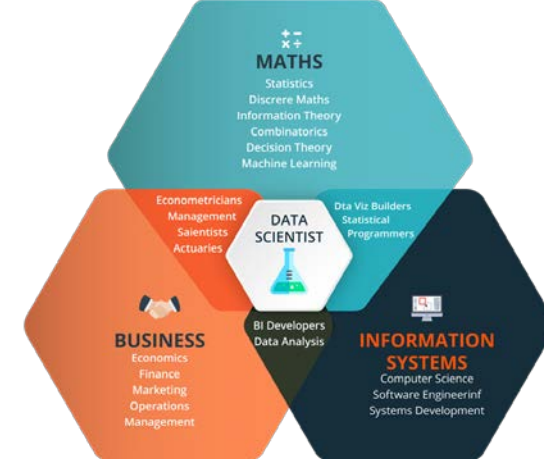 MATHS
Statistics
Discrere Maths
Information Theory
Combinatorics
Decision Theory
Machine Learning
Econometricians
Management
Saientists
Actuaries
DATA
SCIENTIST
Dta Viz Builders
Statistical
Programmers
BI Developers
Data Analysis
BUSINESS
Economics
Finance
Marketing
Operations
Management
INFORMATION
SYSTEMS
Computer Science
Software Engineerinf
Systems Development